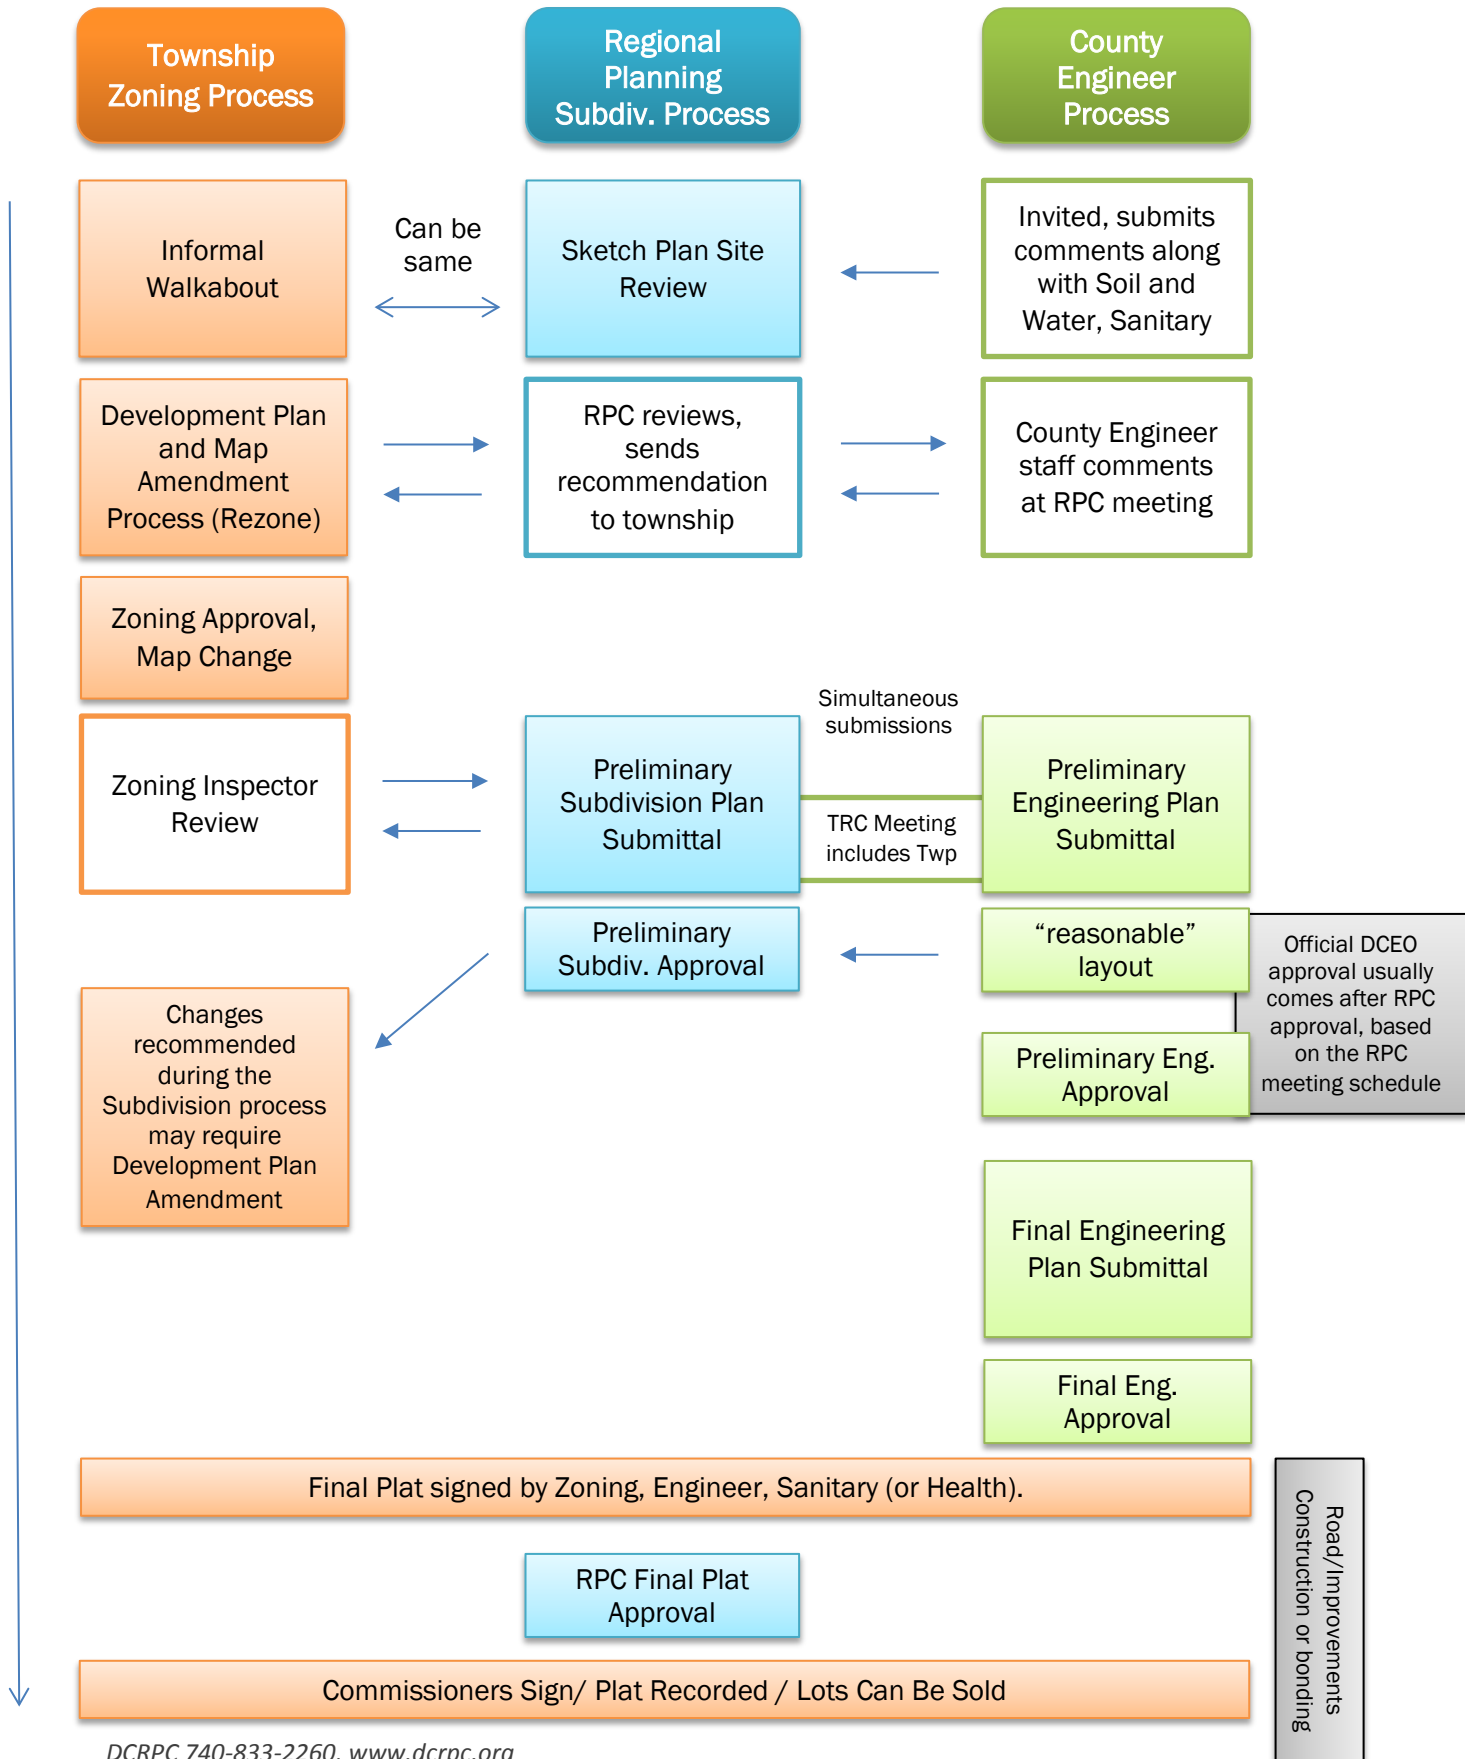 Township
Zoning Process
Regional
Planning
Subdiv. Process
County
Engineer
Process
Informal
Walkabout
Can be
same
Sketch Plan Site
Review
Invited, submits
comments along
with Soil and
Water, Sanitary
Development Plan
and Map
Amendment
Process (Rezone)
RPC reviews,
sends
recommendation
to township
County Engineer
staff comments
at RPC meeting
Zoning Approval,
Map Change
Zoning Inspector
Review
Preliminary
Subdivision Plan
Submittal
Simultaneous
submissions
TRC Meeting
includes Twp
Preliminary
Engineering Plan
Submittal
Preliminary
Subdiv. Approval
“reasonable”
layout
Official DCEO
approval usually
comes after RPC
approval, based
on the RPC
meeting schedule
Changes
recommended
during the
Subdivision process
may require
Development Plan
Amendment
Preliminary Eng.
Approval
Final Engineering
Plan Submittal
Final Eng.
Approval
Final Plat signed by Zoning, Engineer, Sanitary (or Health).
Road/Improvements
Construction or bonding
RPC Final Plat
Approval
Commissioners Sign/ Plat Recorded / Lots Can Be Sold
DCRPC 740-833-2260, www.dcrpc.org